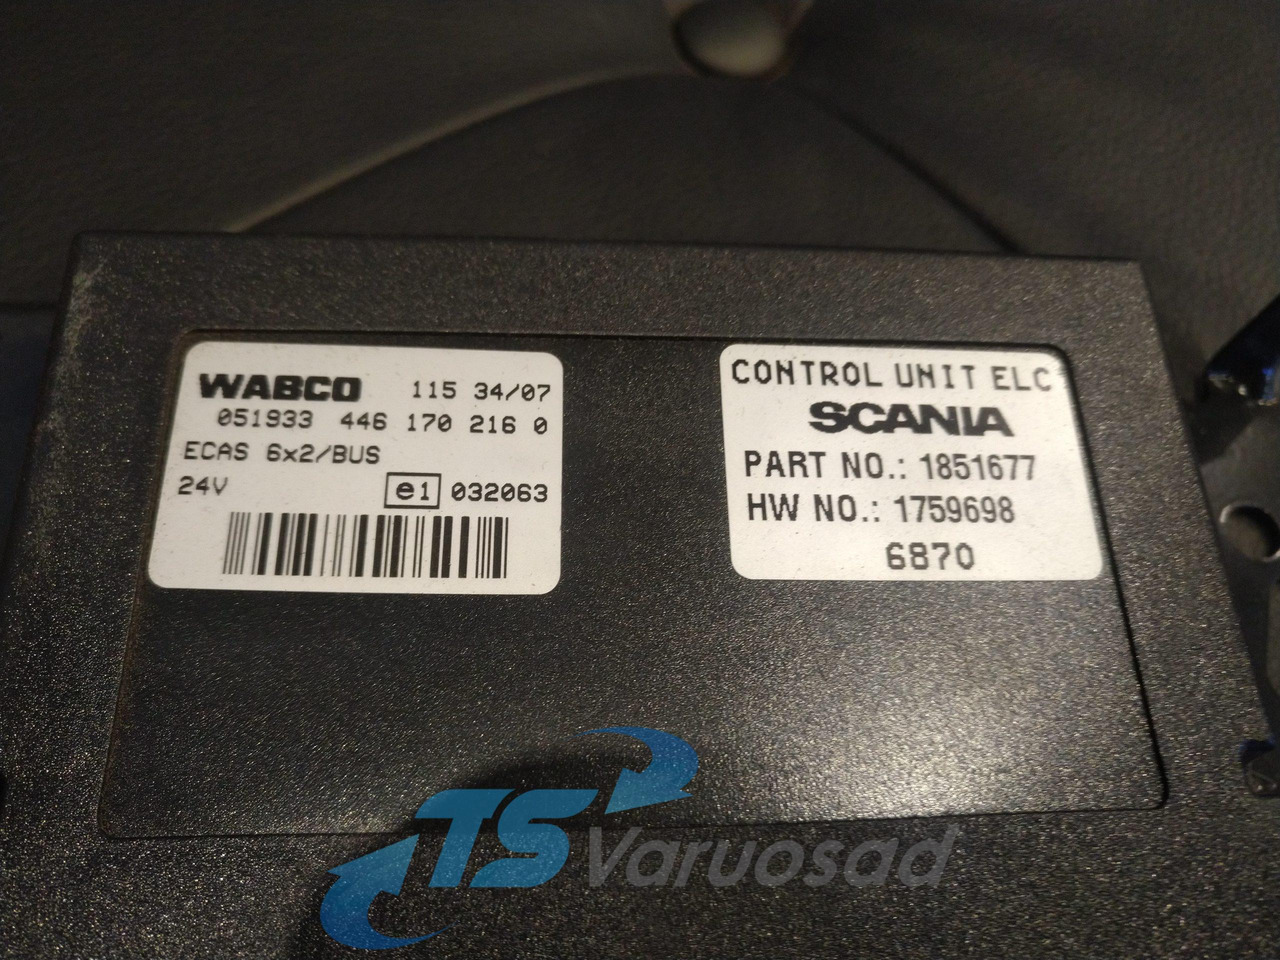 WABCO 115 34/07
051933 446 170 216 0
ECAS 6x2/BUS
24V e1 032063
CONTROL UNIT ELC
SCANIA
PART NO.: 1851677
HW NO.: 1759698
6870
TS Varuosad